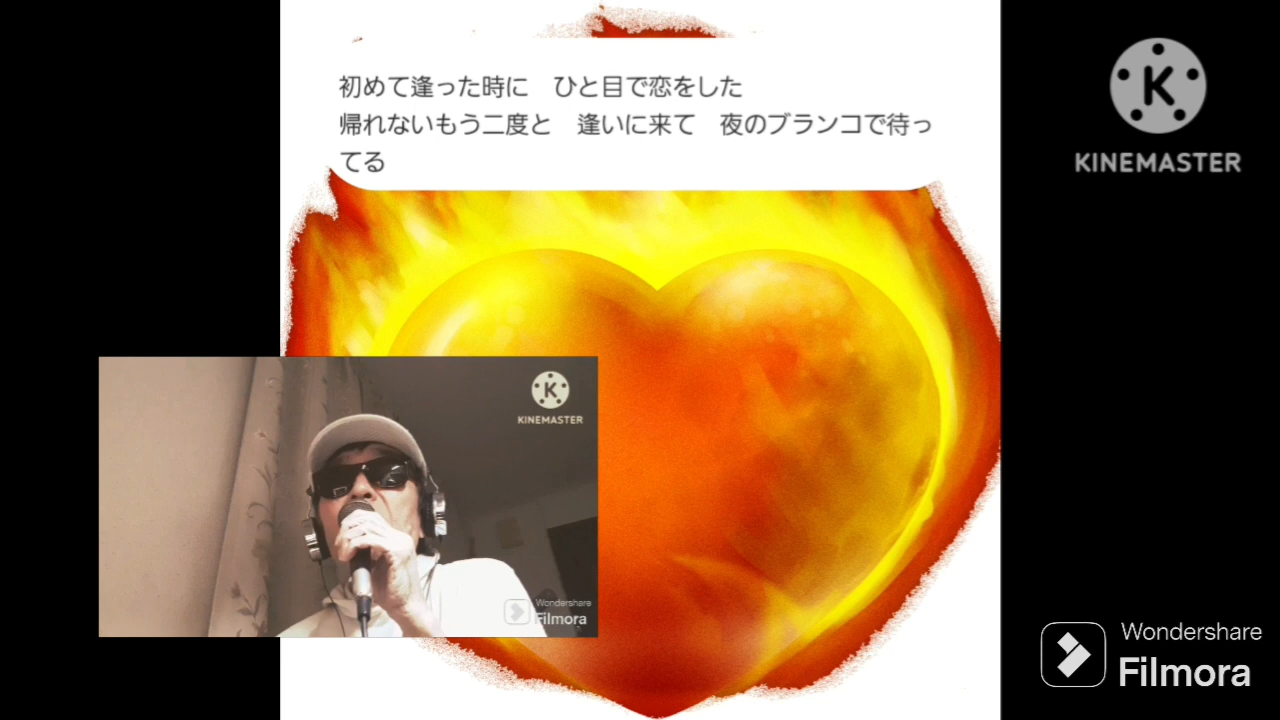 初めて逢った時に　ひと目で恋をした
帰れないもう二度と　逢いに来て　夜のブランコで待っ
てる
KINEMASTER
KINEMASTER
Wondershare
Filmora
Wondershare
Filmora